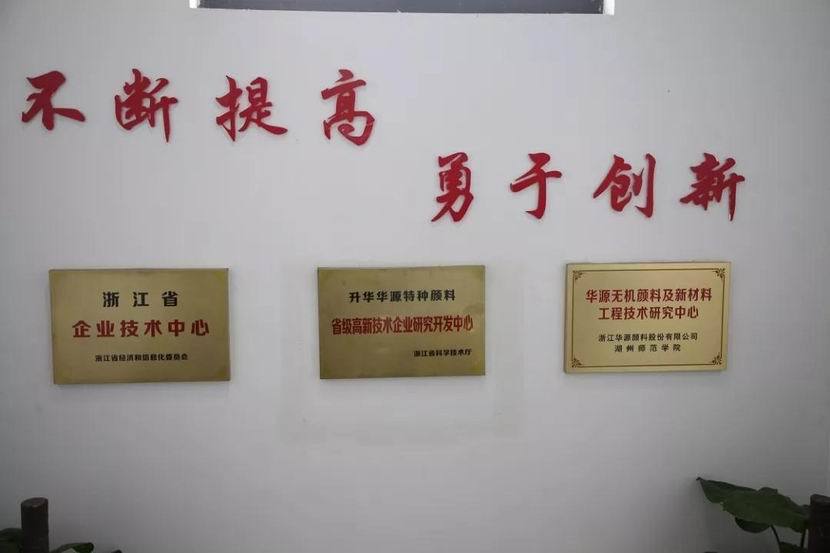 不断提高
勇于创新
浙江省
企业技术中心
浙江省经济和信息化委员会
升华华源特种颜料
省级高新技术企业研究开发中心
浙江省科学技术厅
华源无机颜料及新材料
工程技术研究中心
浙江华源颜料股份有限公司
湖州师范学院